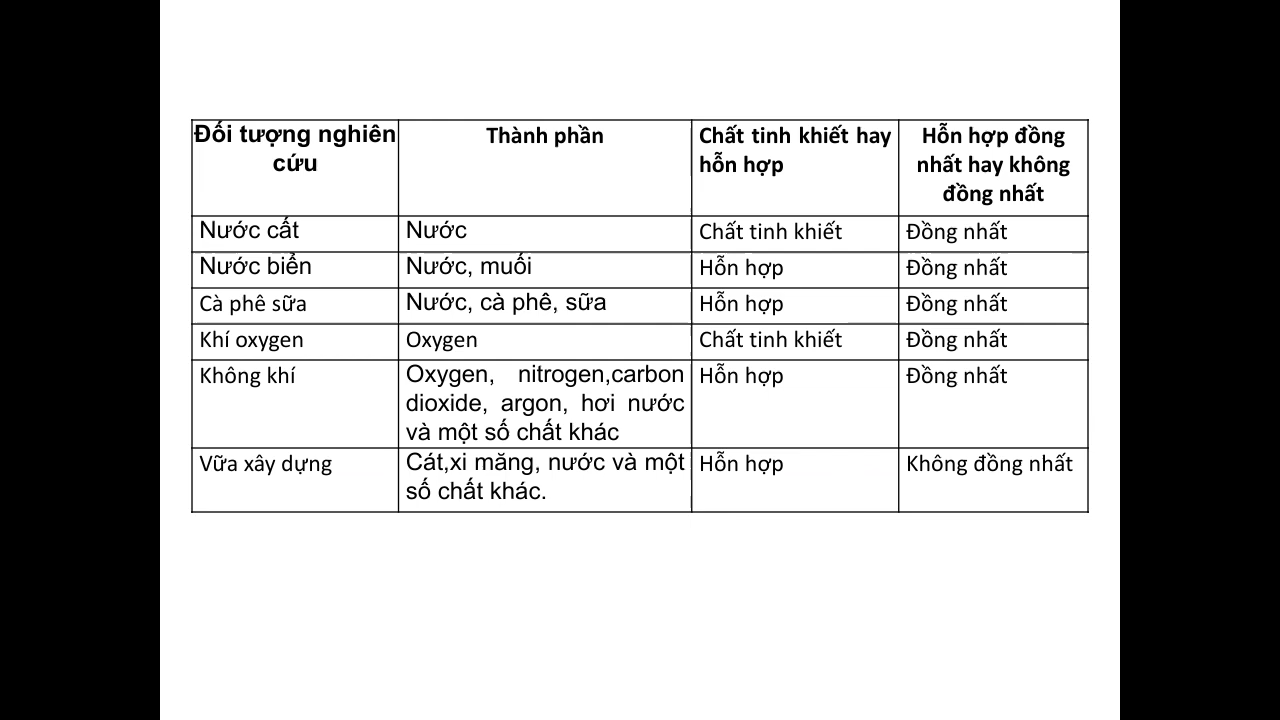 Đối tượng nghiên cứu
Thành phần
Chất tinh khiết hay hỗn hợp
Hỗn hợp đồng nhất hay không đồng nhất
Nước cất
Nước
Chất tinh khiết
Đồng nhất
Nước biển
Nước, muối
Hỗn hợp
Đồng nhất
Cà phê sữa
Nước, cà phê, sữa
Hỗn hợp
Đồng nhất
Khí oxygen
Oxygen
Chất tinh khiết
Đồng nhất
Không khí
Oxygen, nitrogen,carbon
dioxide, argon, hơi nước
và một số chất khác
Hỗn hợp
Đồng nhất
Vữa xây dựng
Cát,xi măng, nước và một
số chất khác.
Hỗn hợp
Không đồng nhất